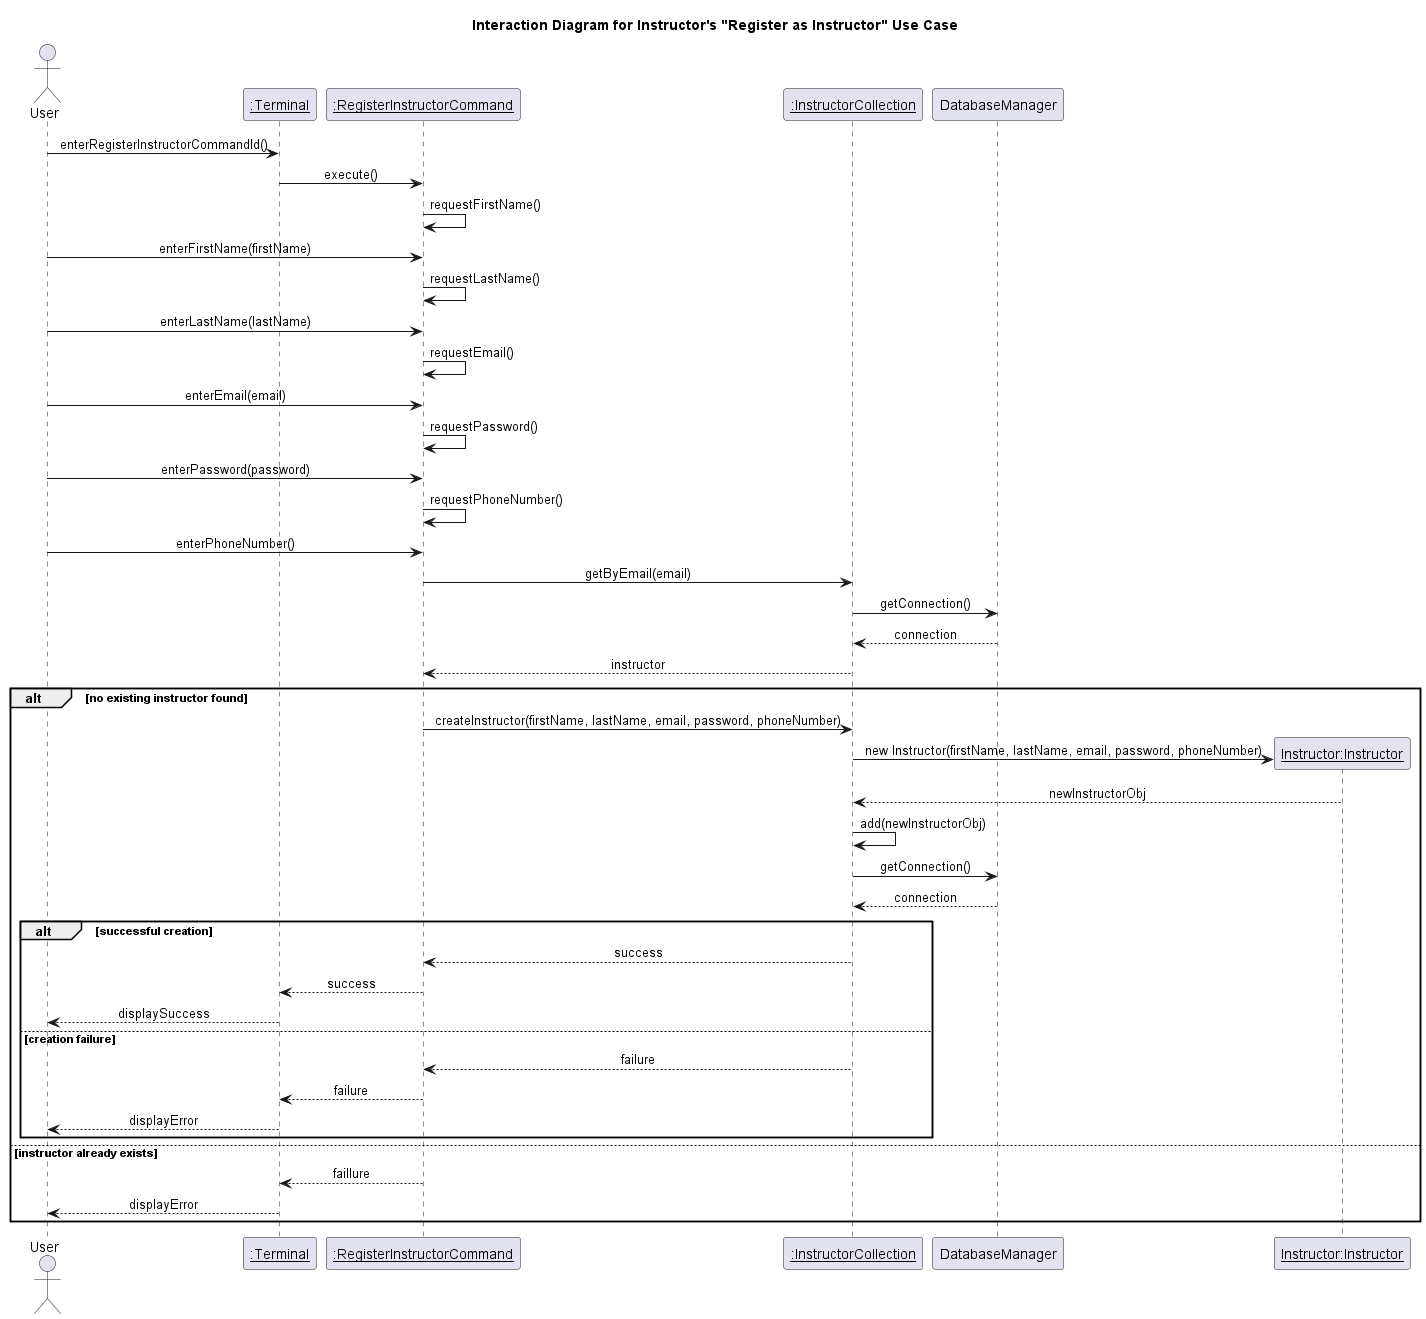 Interaction Diagram for Instructor's "Register as Instructor" Use Case
User
:Terminal
:RegisterInstructorCommand
:InstructorCollection
DatabaseManager
enterRegisterInstructorCommandId()
execute()
requestFirstName()
enterFirstName(firstName)
requestLastName()
enterLastName(lastName)
requestEmail()
enterEmail(email)
requestPassword()
enterPassword(password)
requestPhoneNumber()
enterPhoneNumber()
getByEmail(email)
getConnection()
connection
instructor
alt [no existing instructor found]
createInstructor(firstName, lastName, email, password, phoneNumber)
new Instructor(firstName, lastName, email, password, phoneNumber)
Instructor:Instructor
newInstructorObj
add(newInstructorObj)
getConnection()
connection
alt [successful creation]
success
success
displaySuccess
[creation failure]
failure
failure
displayError
[instructor already exists]
faillure
displayError
User
:Terminal
:RegisterInstructorCommand
:InstructorCollection
DatabaseManager
Instructor:Instructor